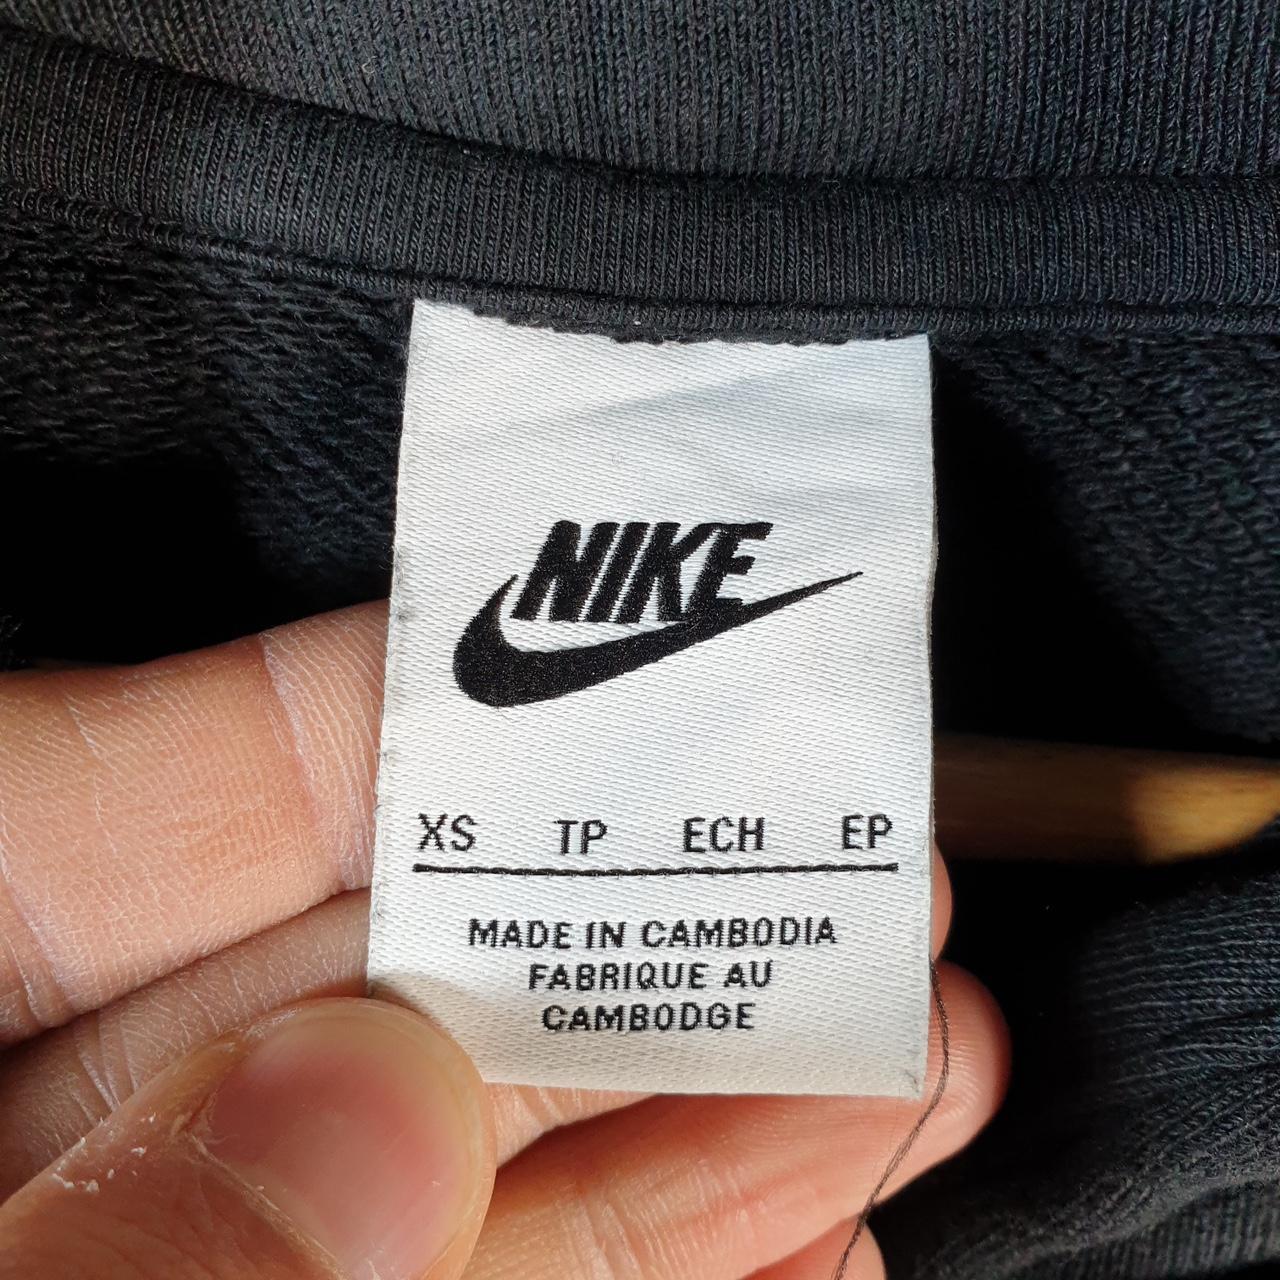 NIKE
XS TP ECH EP
MADE IN CAMBODIA
FABRIQUE AU
CAMBODGE